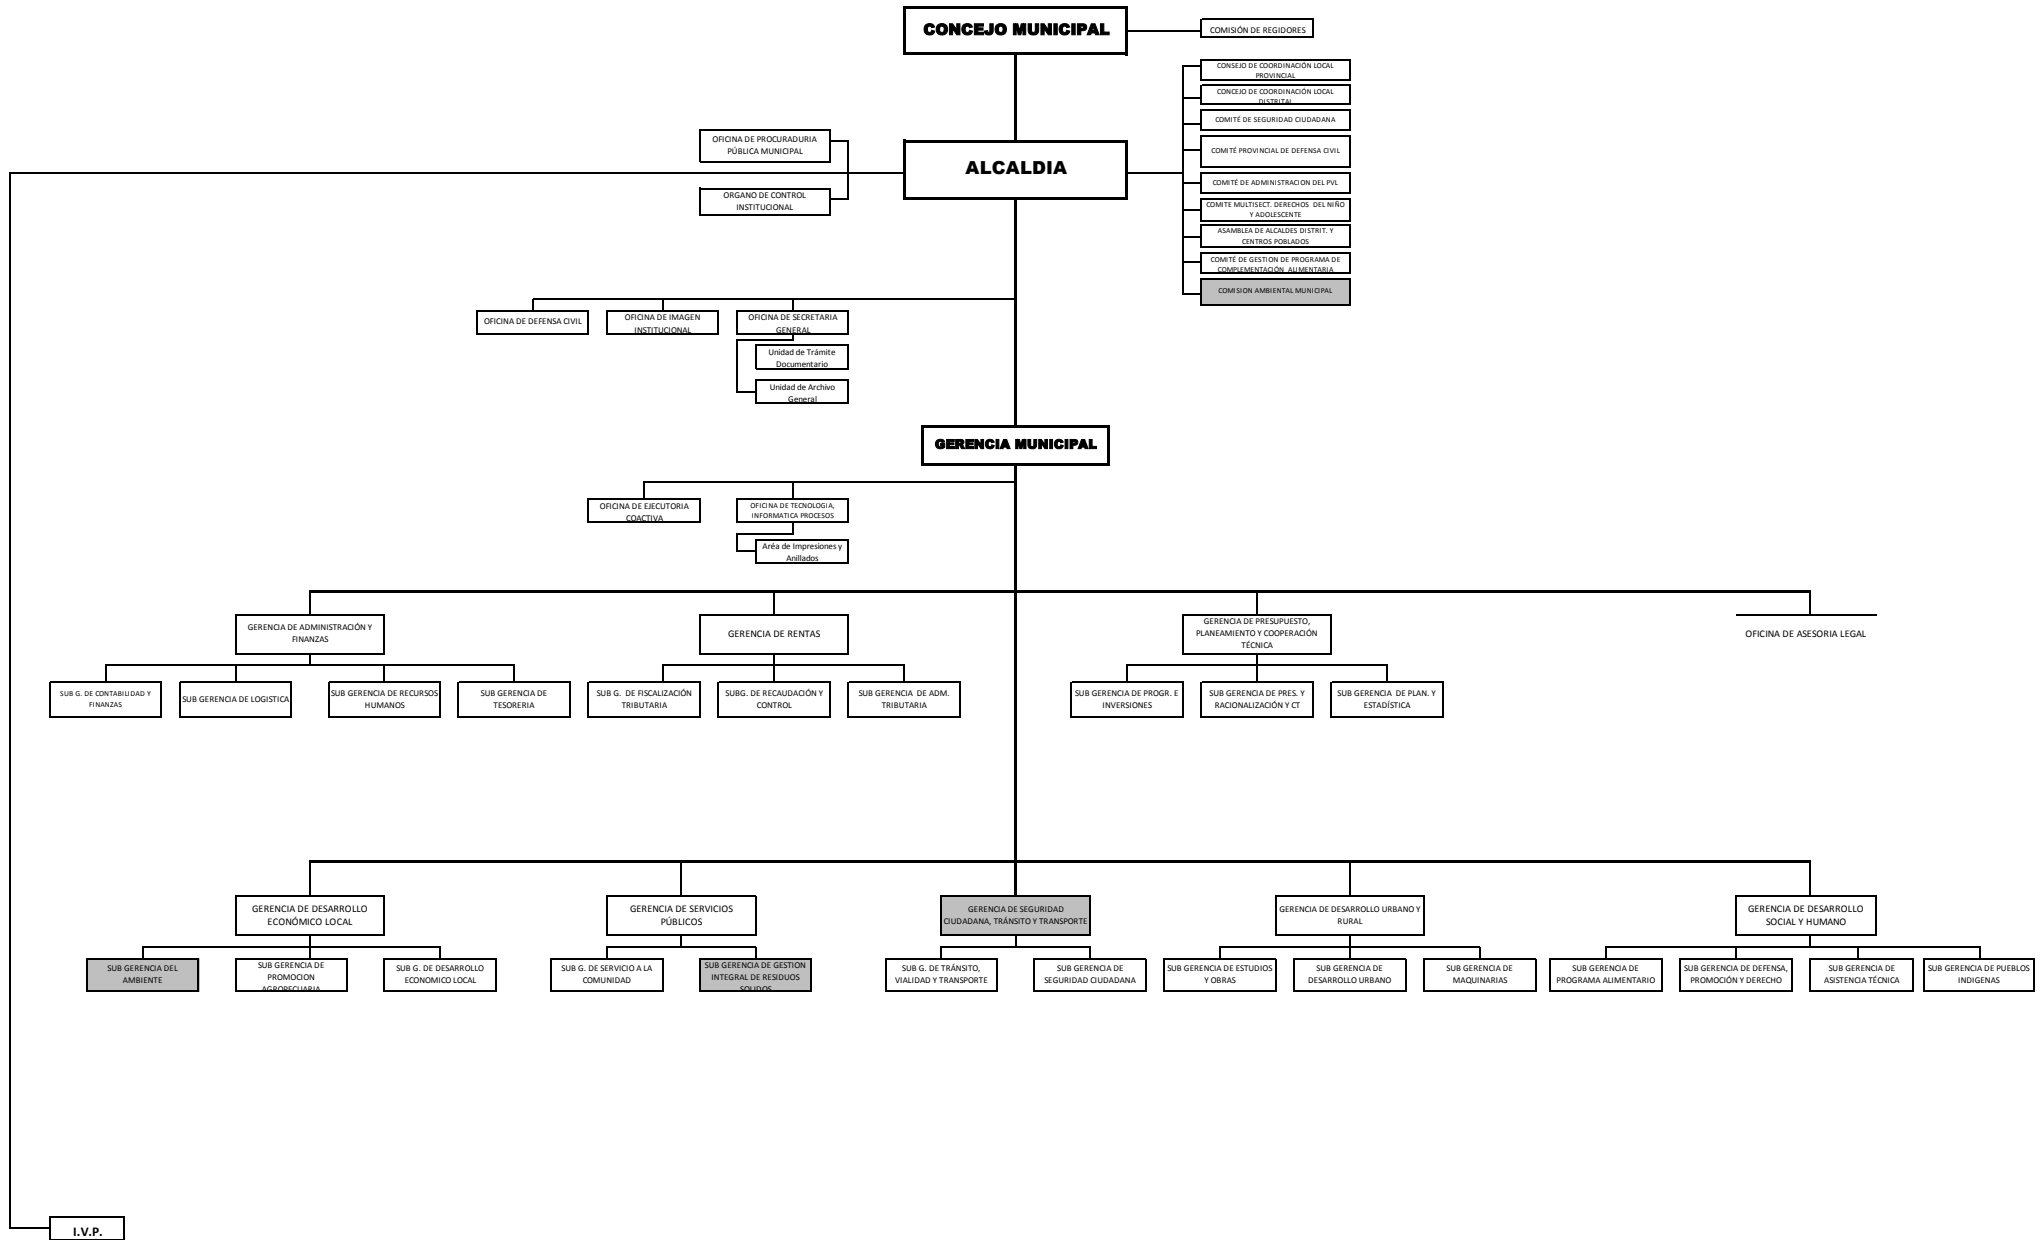 CONCEJO MUNICIPAL
COMISIÓN DE REGIDORES
CONSEJO DE COORDINACIÓN LOCAL
PROVINCIAL
CONCEJO DE COORDINACIÓN LOCAL
DISTRITAL
COMITÉ DE SEGURIDAD CIUDADANA
COMITÉ PROVINCIAL DE DEFENSA CIVIL
COMITÉ DE ADMINISTRACION DEL PVL
COMITE MULTISECT. DERECHOS DEL NIÑO
Y ADOLESCENTE
ASAMBLEA DE ALCALDES DISTRIT. Y
CENTROS POBLADOS
COMITÉ DE GESTION DE PROGRAMA DE
COMPLEMENTACIÓN ALIMENTARIA
COMISION AMBIENTAL MUNICIPAL
OFICINA DE PROCURADURIA
PÚBLICA MUNICIPAL
ALCALDIA
ORGANO DE CONTROL
INSTITUCIONAL
OFICINA DE DEFENSA CIVIL
OFICINA DE IMAGEN
INSTITUCIONAL
OFICINA DE SECRETARIA
GENERAL
Unidad de Trámite
Documentario
Unidad de Archivo
General
GERENCIA MUNICIPAL
OFICINA DE EJECUTORIA
COACTIVA
OFICINA DE TECNOLOGIA,
INFORMATICA PROCESOS
Aréa de Impresiones y
Anillados
GERENCIA DE ADMINISTRACIÓN Y
FINANZAS
GERENCIA DE RENTAS
GERENCIA DE PRESUPUESTO,
PLANEAMIENTO Y COOPERACIÓN
TÉCNICA
OFICINA DE ASESORIA LEGAL
SUB G. DE CONTABILIDAD Y
FINANZAS
SUB GERENCIA DE LOGISTICA
SUB GERENCIA DE RECURSOS
HUMANOS
SUB GERENCIA DE
TESORERIA
SUB G. DE FISCALIZACIÓN
TRIBUTARIA
SUBG. DE RECAUDACIÓN Y
CONTROL
SUB GERENCIA DE ADM.
TRIBUTARIA
SUB GERENCIA DE PROGR. E
INVERSIONES
SUB GERENCIA DE PRES. Y
RACIONALIZACIÓN Y CT
SUB GERENCIA DE PLAN. Y
ESTADÍSTICA
GERENCIA DE DESARROLLO
ECONÓMICO LOCAL
GERENCIA DE SERVICIOS
PÚBLICOS
GERENCIA DE SEGURIDAD
CIUDADANA, TRÁNSITO Y TRANSPORTE
GERENCIA DE DESARROLLO URBANO Y
RURAL
GERENCIA DE DESARROLLO
SOCIAL Y HUMANO
SUB GERENCIA DEL
AMBIENTE
SUB GERENCIA DE
PROMOCION
AGROPECUARIA
SUB G. DE DESARROLLO
ECONOMICO LOCAL
SUB G. DE SERVICIO A LA
COMUNIDAD
SUB GERENCIA DE GESTION
INTEGRAL DE RESIDUOS
SOLIDOS
SUB G. DE TRÁNSITO,
VIALIDAD Y TRANSPORTE
SUB GERENCIA DE
SEGURIDAD CIUDADANA
SUB GERENCIA DE ESTUDIOS
Y OBRAS
SUB GERENCIA DE
DESARROLLO URBANO
SUB GERENCIA DE
MAQUINARIAS
SUB GERENCIA DE
PROGRAMA ALIMENTARIO
SUB GERENCIA DE DEFENSA,
PROMOCIÓN Y DERECHO
SUB GERENCIA DE
ASISTENCIA TÉCNICA
SUB GERENCIA DE PUEBLOS
INDIGENAS
I.V.P.